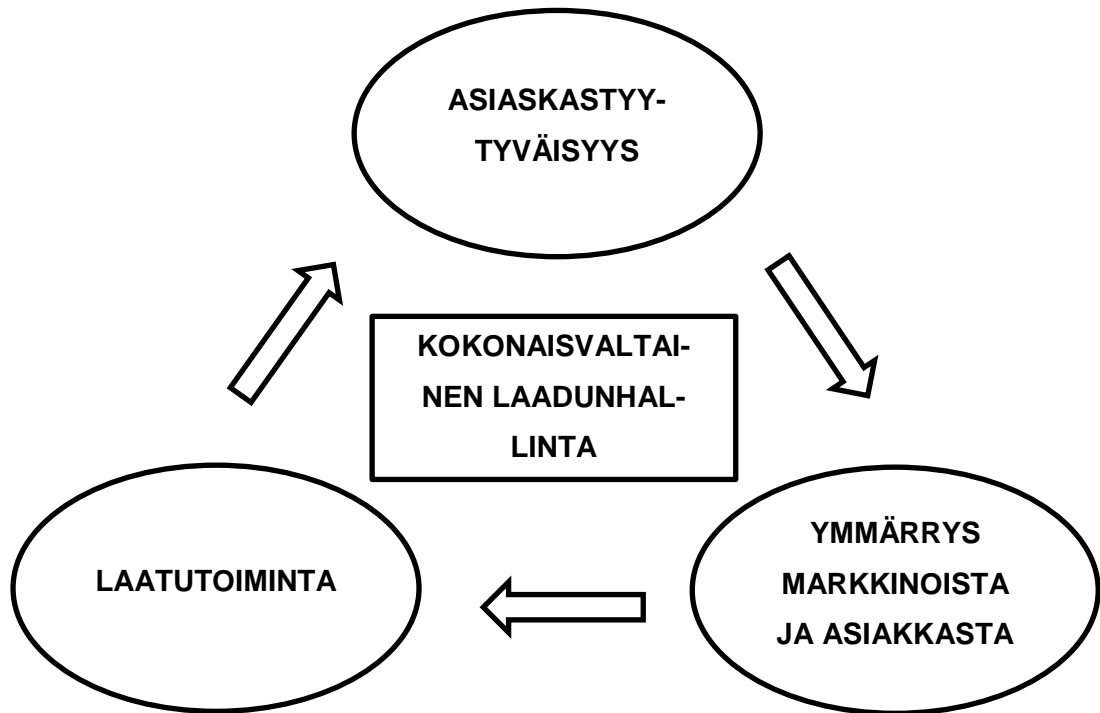 ASIASKASTYY-
TYVÄISYYS
KOKONAISVALTAI-
NEN LAADUNHAL-
LINTA
YMMÄRRYS
MARKKINOISTA
JA ASIAKKASTA
LAATUTOIMINTA